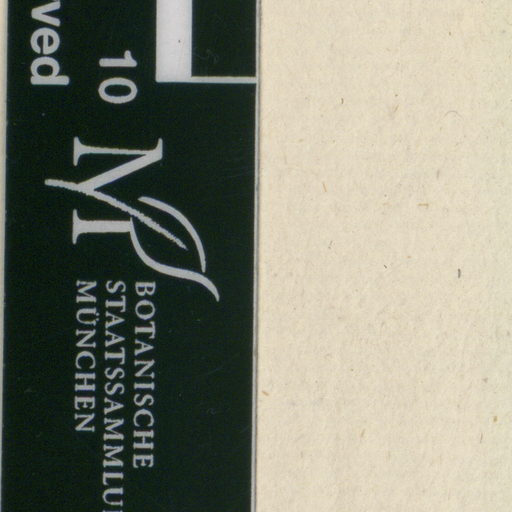 ved
10
BOTANISCHE
STAATSSAMMLU
MÜNCHEN